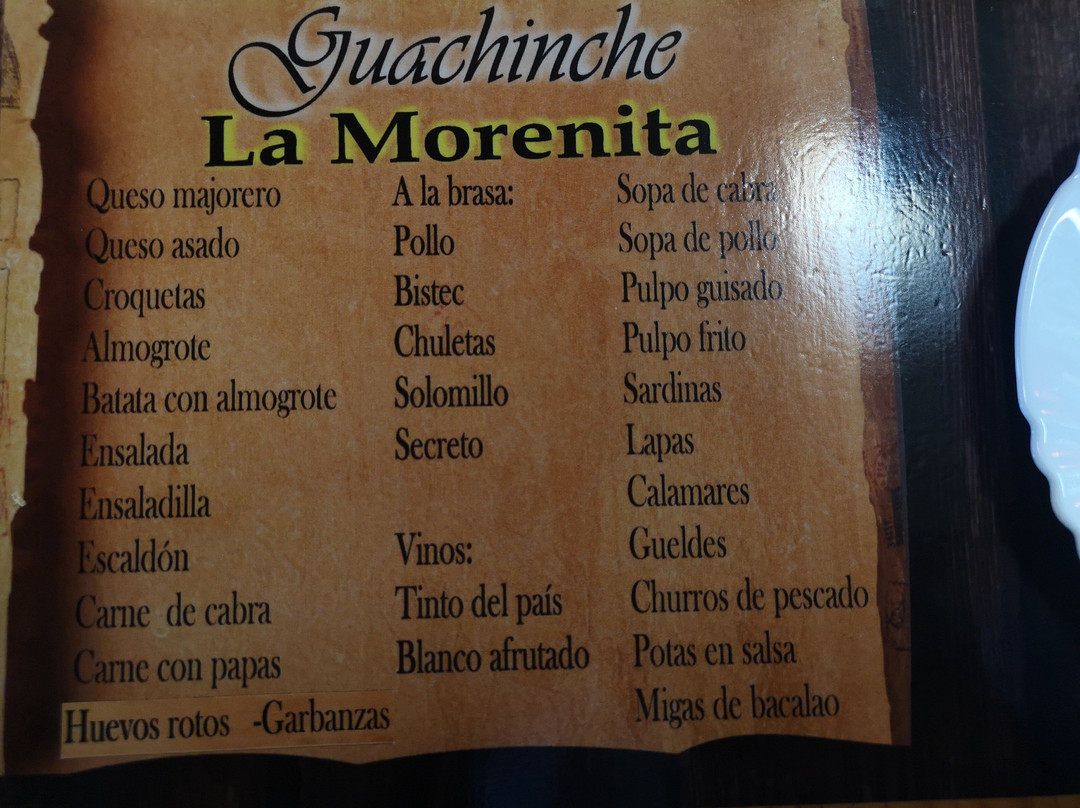 Guachinche
La Morenita
Queso majorero
Queso asado
Croquetas
Almogrote
Batata con almogrote
Ensalada
Ensaladilla
Escaldón
Carne de cabra
Carne con papas
Huevos rotos -Garbanzas
A la brasa:
Pollo
Bistec
Chuletas
Solomillo
Secreto
Vinos:
Tinto del país
Blanco afrutado
Sopa de cabra
Sopa de pollo
Pulpo guisado
Pulpo frito
Sardinas
Lapas
Calamares
Gueldes
Churros de pescado
Potas en salsa
Migas de bacalao